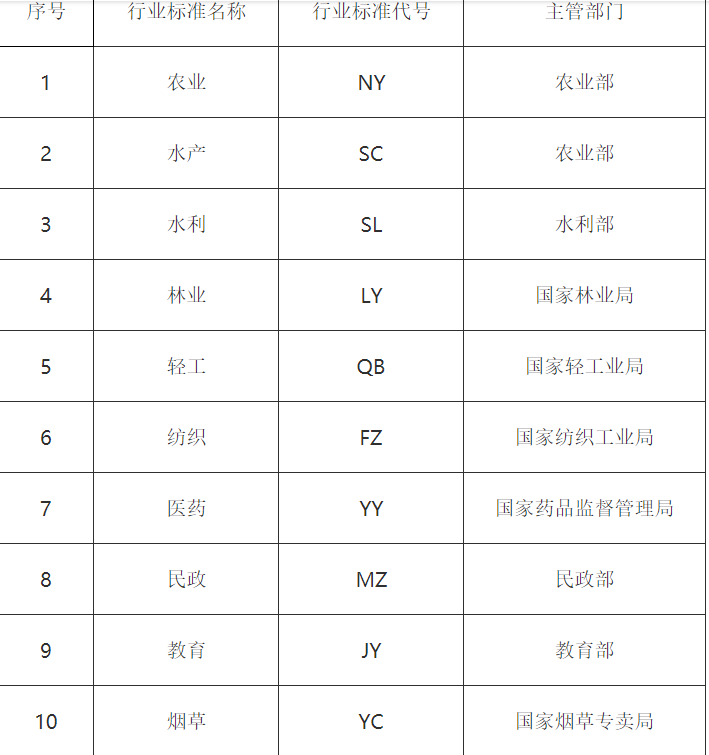 序号 行业标准名称 行业标准代号 主管部门
1 农业 NY 农业部
2 水产 SC 农业部
3 水利 SL 水利部
4 林业 LY 国家林业局
5 轻工 QB 国家轻工业局
6 纺织 FZ 国家纺织工业局
7 医药 YY 国家药品监督管理局
8 民政 MZ 民政部
9 教育 JY 教育部
10 烟草 YC 国家烟草专卖局